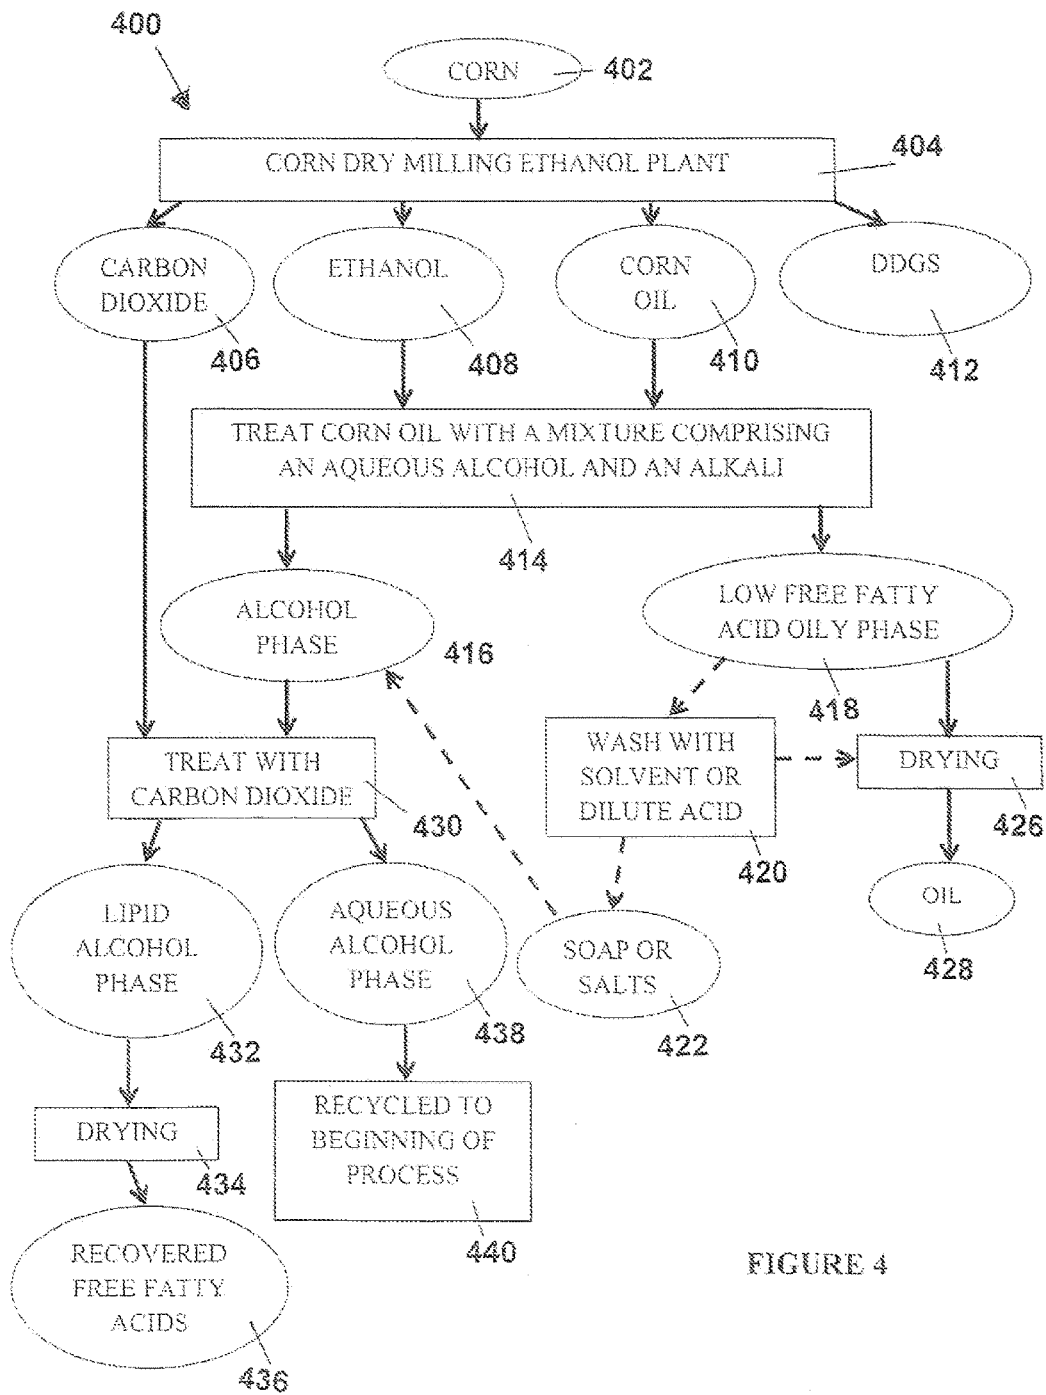 400
CORN
402
CORN DRY MILLING ETHANOL PLANT
404
CARBON
DIOXIDE
406
ETHANOL
408
CORN
OIL
410
DDGS
412
TREAT CORN OIL WITH A MIXTURE COMPRISING
AN AQUEOUS ALCOHOL AND AN ALKALI
414
ALCOHOL
PHASE
416
LOW FREE FATTY
ACID OILY PHASE
418
TREAT WITH
CARBON DIOXIDE
430
WASH WITH
SOLVENT OR
DILUTE ACID
420
DRYING
426
LIPID
ALCOHOL
PHASE
432
AQUEOUS
ALCOHOL
PHASE
438
SOAP OR
SALTS
422
OIL
428
DRYING
434
RECYCLED TO
BEGINNING OF
PROCESS
440
RECOVERED
FREE FATTY
ACIDS
436
FIGURE 4